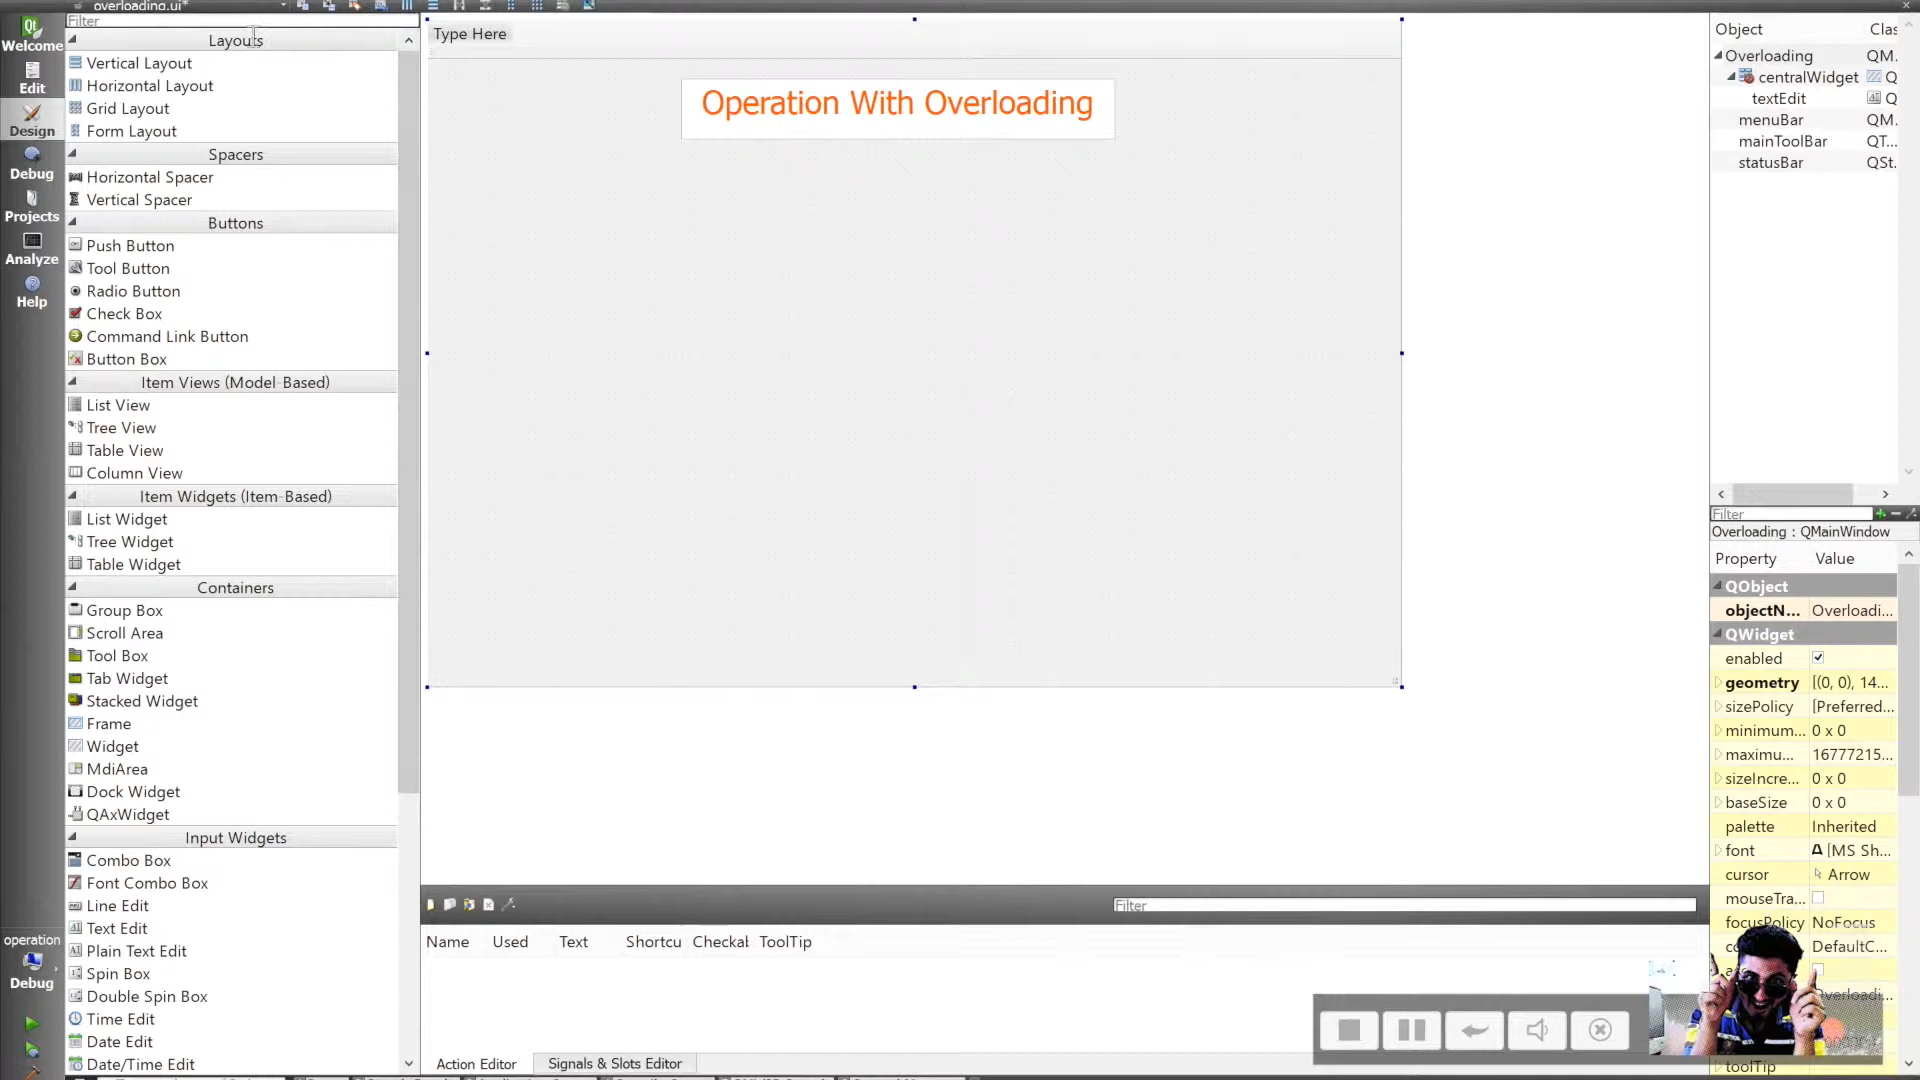 overloading.ui*
Welcome
Edit
Design
Debug
Projects
Analyze
Help
operation
Debug
Filter
Layouts
Vertical Layout
Horizontal Layout
Grid Layout
Form Layout
Spacers
Horizontal Spacer
Vertical Spacer
Buttons
Push Button
Tool Button
Radio Button
Check Box
Command Link Button
Button Box
Item Views (Model-Based)
List View
Tree View
Table View
Column View
Item Widgets (Item-Based)
List Widget
Tree Widget
Table Widget
Containers
Group Box
Scroll Area
Tool Box
Tab Widget
Stacked Widget
Frame
Widget
MdiArea
Dock Widget
QAxWidget
Input Widgets
Combo Box
Font Combo Box
Line Edit
Text Edit
Plain Text Edit
Spin Box
Double Spin Box
Time Edit
Date Edit
Date/Time Edit
Type Here
Operation With Overloading
Filter
Name Used Text Shortcu Checkal ToolTip
Action Editor Signals & Slots Editor
Object Clas
Overloading QM.
centralWidget Q
textEdit Q
menuBar QM.
mainToolBar QT...
statusBar QSt.
Filter
Overloading : QMainWindow
Property Value
QObject
objectN... Overloadi...
QWidget
enabled
geometry [(0, 0), 14...
sizePolicy [Preferred...
minimum... 0 x 0
maximu... 16777215...
sizeIncre... 0 x 0
baseSize 0 x 0
palette Inherited
font A [MS Sh...
cursor Arrow
mouseTra...
focusPolicy NoFocus
DefaultC...
toolTip